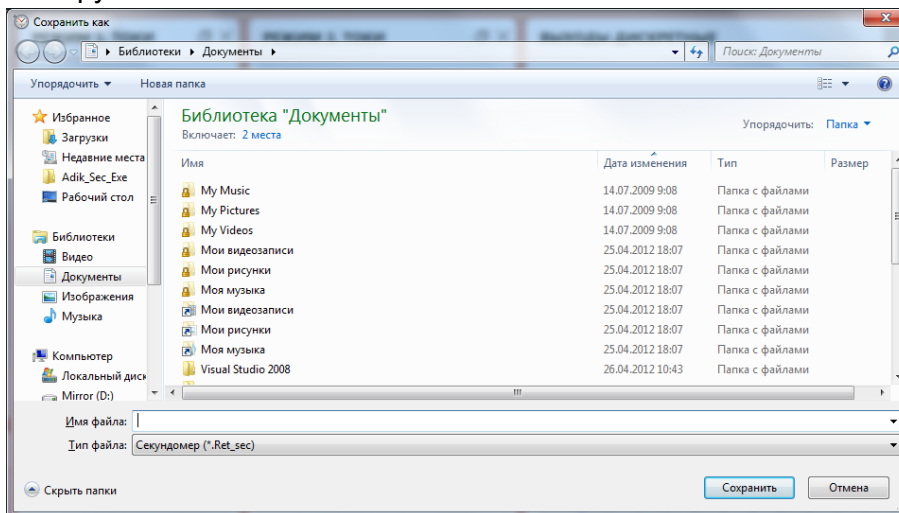 Сохранить как
Библиотеки Документы
Поиск: Документы
Упорядочить Новая папка
Избранное
Загрузки
Недавние места
Adik_Sec_Exe
Рабочий стол
Библиотеки
Видео
Документы
Изображения
Музыка
Компьютер
Локальный диск
Mirror (D:)
Библиотека "Документы"
Включает: 2 места
Упорядочить: Папка
Имя Дата изменения Тип Размер
My Music 14.07.2009 9:08 Папка с файлами
My Pictures 14.07.2009 9:08 Папка с файлами
My Videos 14.07.2009 9:08 Папка с файлами
Мои видеозаписи 25.04.2012 18:07 Папка с файлами
Мои рисунки 25.04.2012 18:07 Папка с файлами
Моя музыка 25.04.2012 18:07 Папка с файлами
Мои видеозаписи 25.04.2012 18:07 Папка с файлами
Мои рисунки 25.04.2012 18:07 Папка с файлами
Моя музыка 25.04.2012 18:07 Папка с файлами
Visual Studio 2008 26.04.2012 10:43 Папка с файлами
Имя файла:
Тип файла: Секундомер (*.Ret_sec)
Скрыть папки
Сохранить Отмена